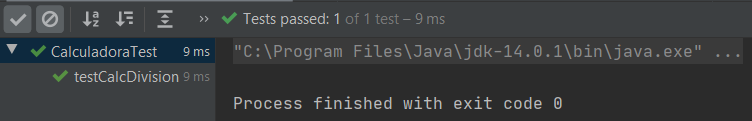 Tests passed: 1 of 1 test – 9 ms
CalculadoraTest 9 ms
testCalcDivision 9 ms
"C:\Program Files\Java\jdk-14.0.1\bin\java.exe" ...
Process finished with exit code 0